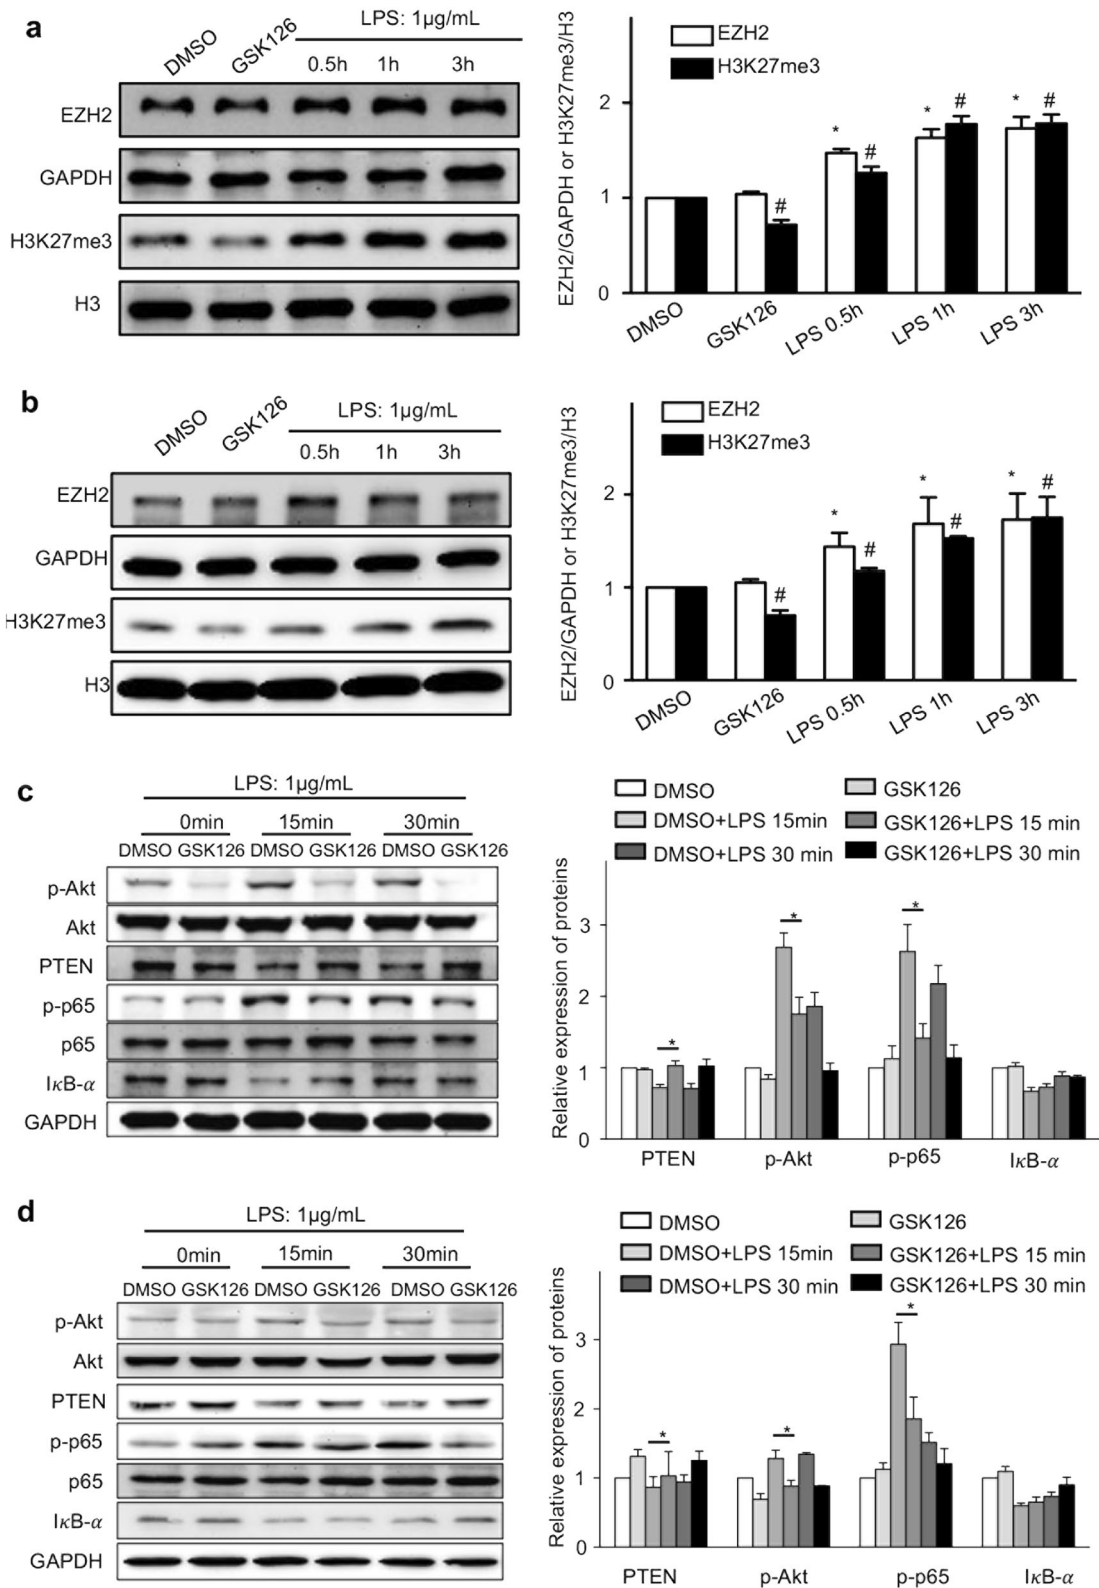 a
DMSO
GSK126
LPS: 1µg/mL
0.5h 1h 3h
EZH2
GAPDH
H3K27me3
H3
EZH2/GAPDH or H3K27me3/H3
EZH2
H3K27me3
2
1
0
* # * # * # #
DMSO GSK126 LPS 0.5h LPS 1h LPS 3h
b
DMSO
GSK126
LPS: 1µg/mL
0.5h 1h 3h
EZH2
GAPDH
H3K27me3
H3
EZH2/GAPDH or H3K27me3/H3
EZH2
H3K27me3
2
1
0
* # * # * # #
DMSO GSK126 LPS 0.5h LPS 1h LPS 3h
c
LPS: 1µg/mL
0min 15min 30min
DMSO GSK126 DMSO GSK126 DMSO GSK126
p-Akt
Akt
PTEN
p-p65
p65
IκB-α
GAPDH
DMSO GSK126
DMSO+LPS 15min GSK126+LPS 15 min
DMSO+LPS 30 min GSK126+LPS 30 min
Relative expression of proteins
3
2
1
0
* * *
PTEN p-Akt p-p65 IκB-α
d
LPS: 1µg/mL
0min 15min 30min
DMSO GSK126 DMSO GSK126 DMSO GSK126
p-Akt
Akt
PTEN
p-p65
p65
IκB-α
GAPDH
DMSO GSK126
DMSO+LPS 15min GSK126+LPS 15 min
DMSO+LPS 30 min GSK126+LPS 30 min
Relative expression of proteins
3
2
1
0
* * *
PTEN p-Akt p-p65 IκB-α